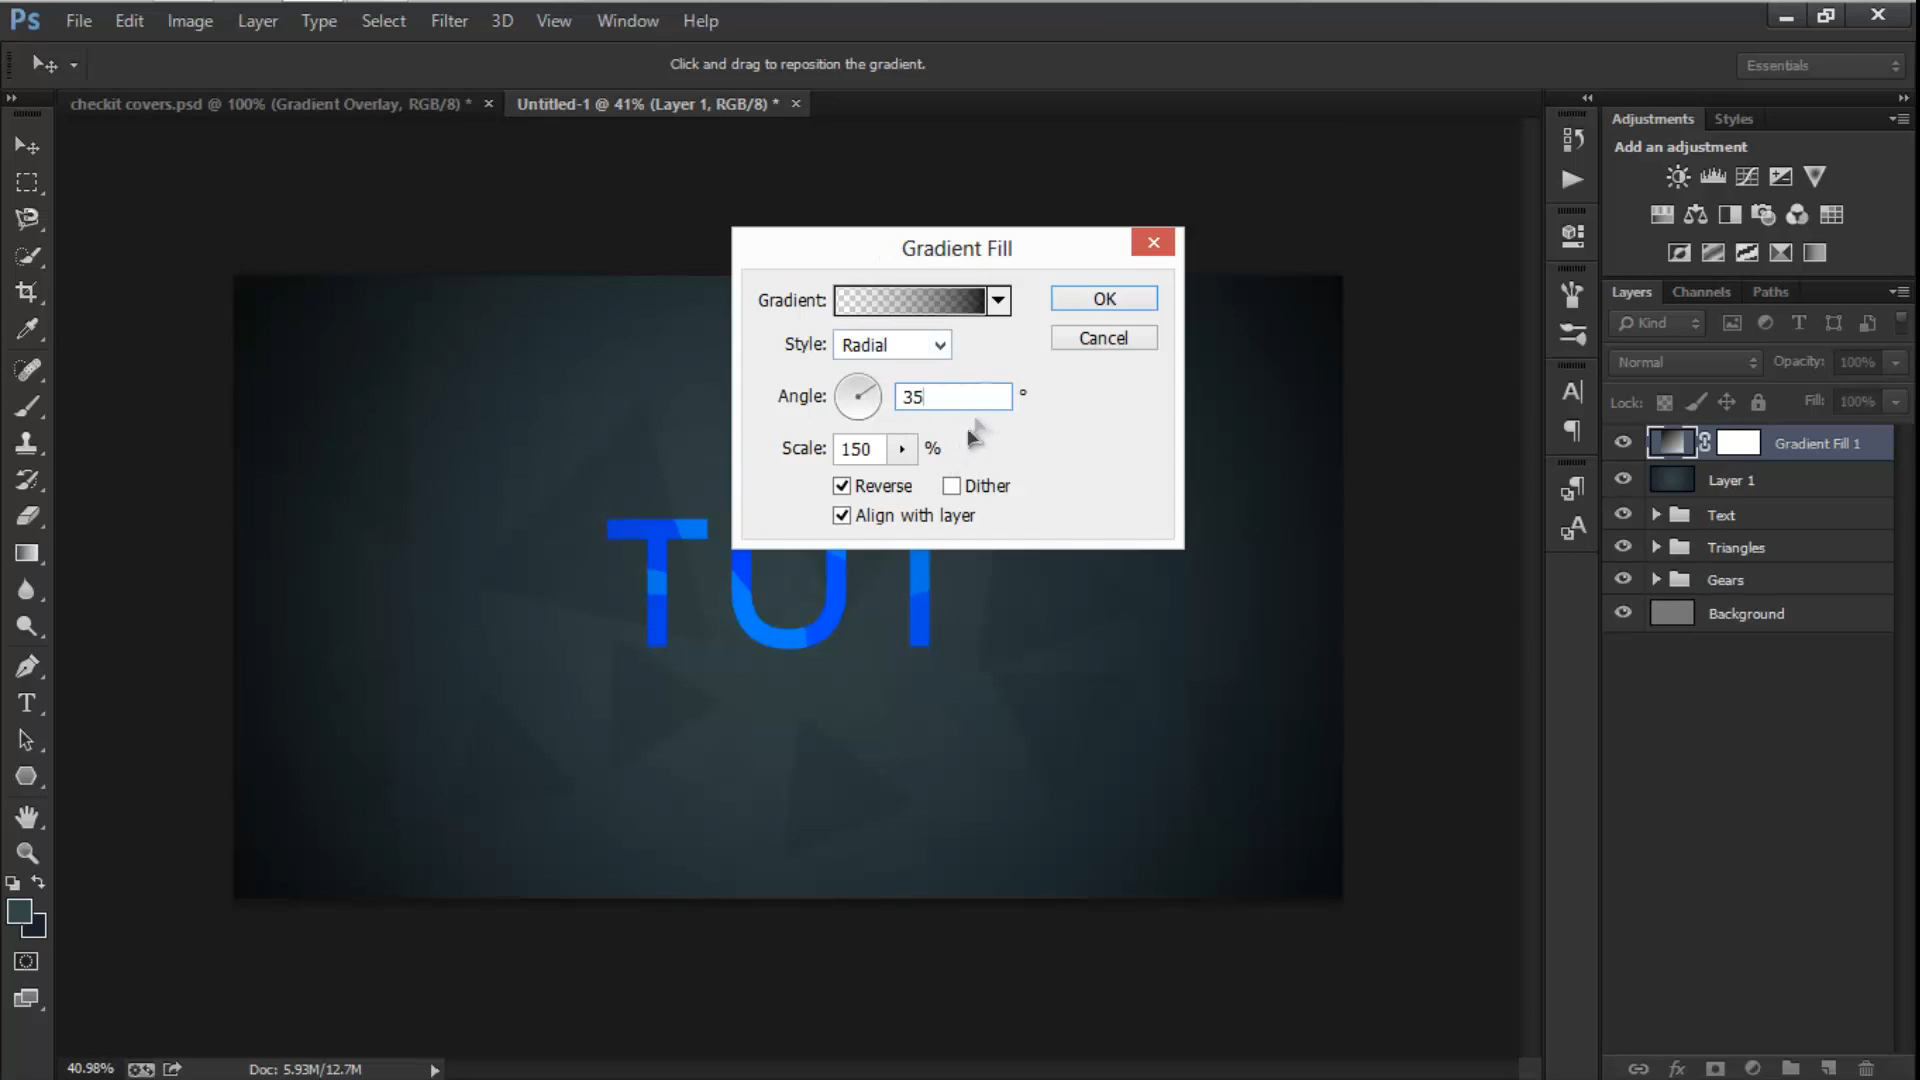 Ps File Edit Image Layer Type Select Filter 3D View Window Help
Click and drag to reposition the gradient.
Essentials
checkit covers.psd @ 100% (Gradient Overlay, RGB/8) * ×
Untitled-1 @ 41% (Layer 1, RGB/8) * ×
Adjustments Styles
Add an adjustment
Gradient Fill
Gradient:
OK
Style: Radial
Cancel
Angle: 35 °
Scale: 150 %
Reverse Dither
Align with layer
Layers Channels Paths
Kind
Normal Opacity: 100%
Lock: Fill: 100%
Gradient Fill 1
Layer 1
Text
Triangles
Gears
Background
TUT
40.98% Doc: 5.93M/12.7M